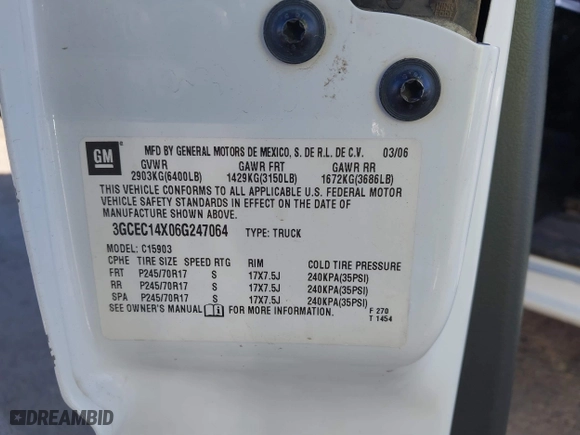 GM
MFD BY GENERAL MOTORS DE MEXICO, S. DE R.L. DE C.V. 03/06
GVWR GAWR FRT GAWR RR
2903KG(6400LB) 1429KG(3150LB) 1672KG(3686LB)
THIS VEHICLE CONFORMS TO ALL APPLICABLE U.S. FEDERAL MOTOR
VEHICLE SAFETY STANDARDS IN EFFECT ON THE DATE OF
MANUFACTURE SHOWN ABOVE.
3GCEC14X06G247064 TYPE: TRUCK
MODEL: C15903
CPHE TIRE SIZE SPEED RTG RIM COLD TIRE PRESSURE
FRT P245/70R17 S 17X7.5J 240KPA(35PSI)
RR P245/70R17 S 17X7.5J 240KPA(35PSI)
SPA P245/70R17 S 17X7.5J 240KPA(35PSI)
SEE OWNER'S MANUAL FOR MORE INFORMATION.
F 270
T 1454
DREAMBID